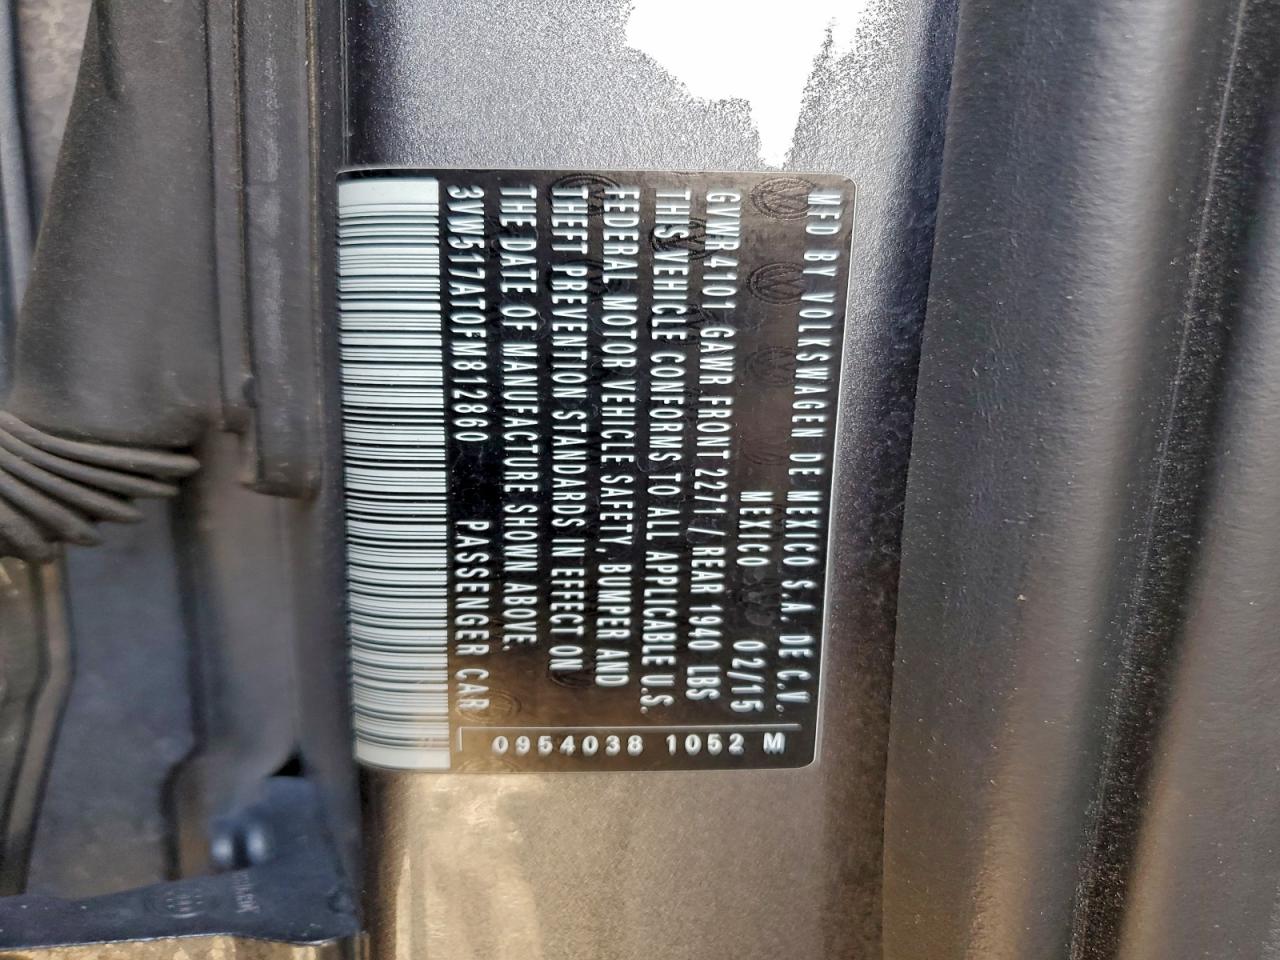 MFD BY VOLKSWAGEN DE MEXICO S.A. DE C.V.
MEXICO 02/15
GVWR 4101 GAWR FRONT 2271 / REAR 1940 LBS
THIS VEHICLE CONFORMS TO ALL APPLICABLE U.S.
FEDERAL MOTOR VEHICLE SAFETY, BUMPER AND
THEFT PREVENTION STANDARDS IN EFFECT ON
THE DATE OF MANUFACTURE SHOWN ABOVE.
3VW517AT0FM812860 PASSENGER CAR
0954038 1052 M